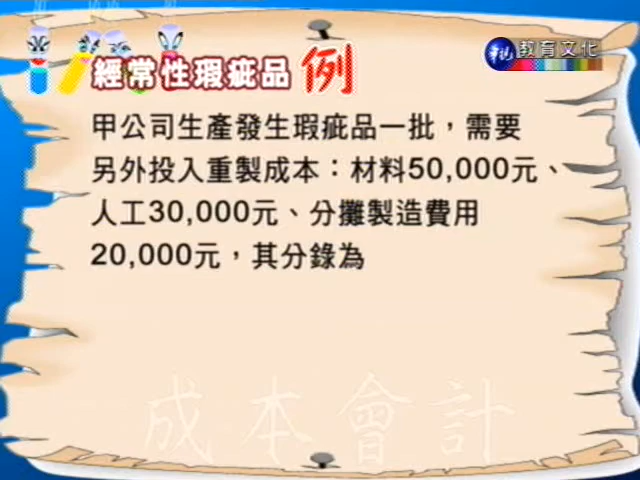 華視 教育文化
經常性瑕疵品 例
甲公司生產發生瑕疵品一批，需要
另外投入重製成本：材料50,000元、
人工30,000元、分攤製造費用
20,000元，其分錄為
成本會計